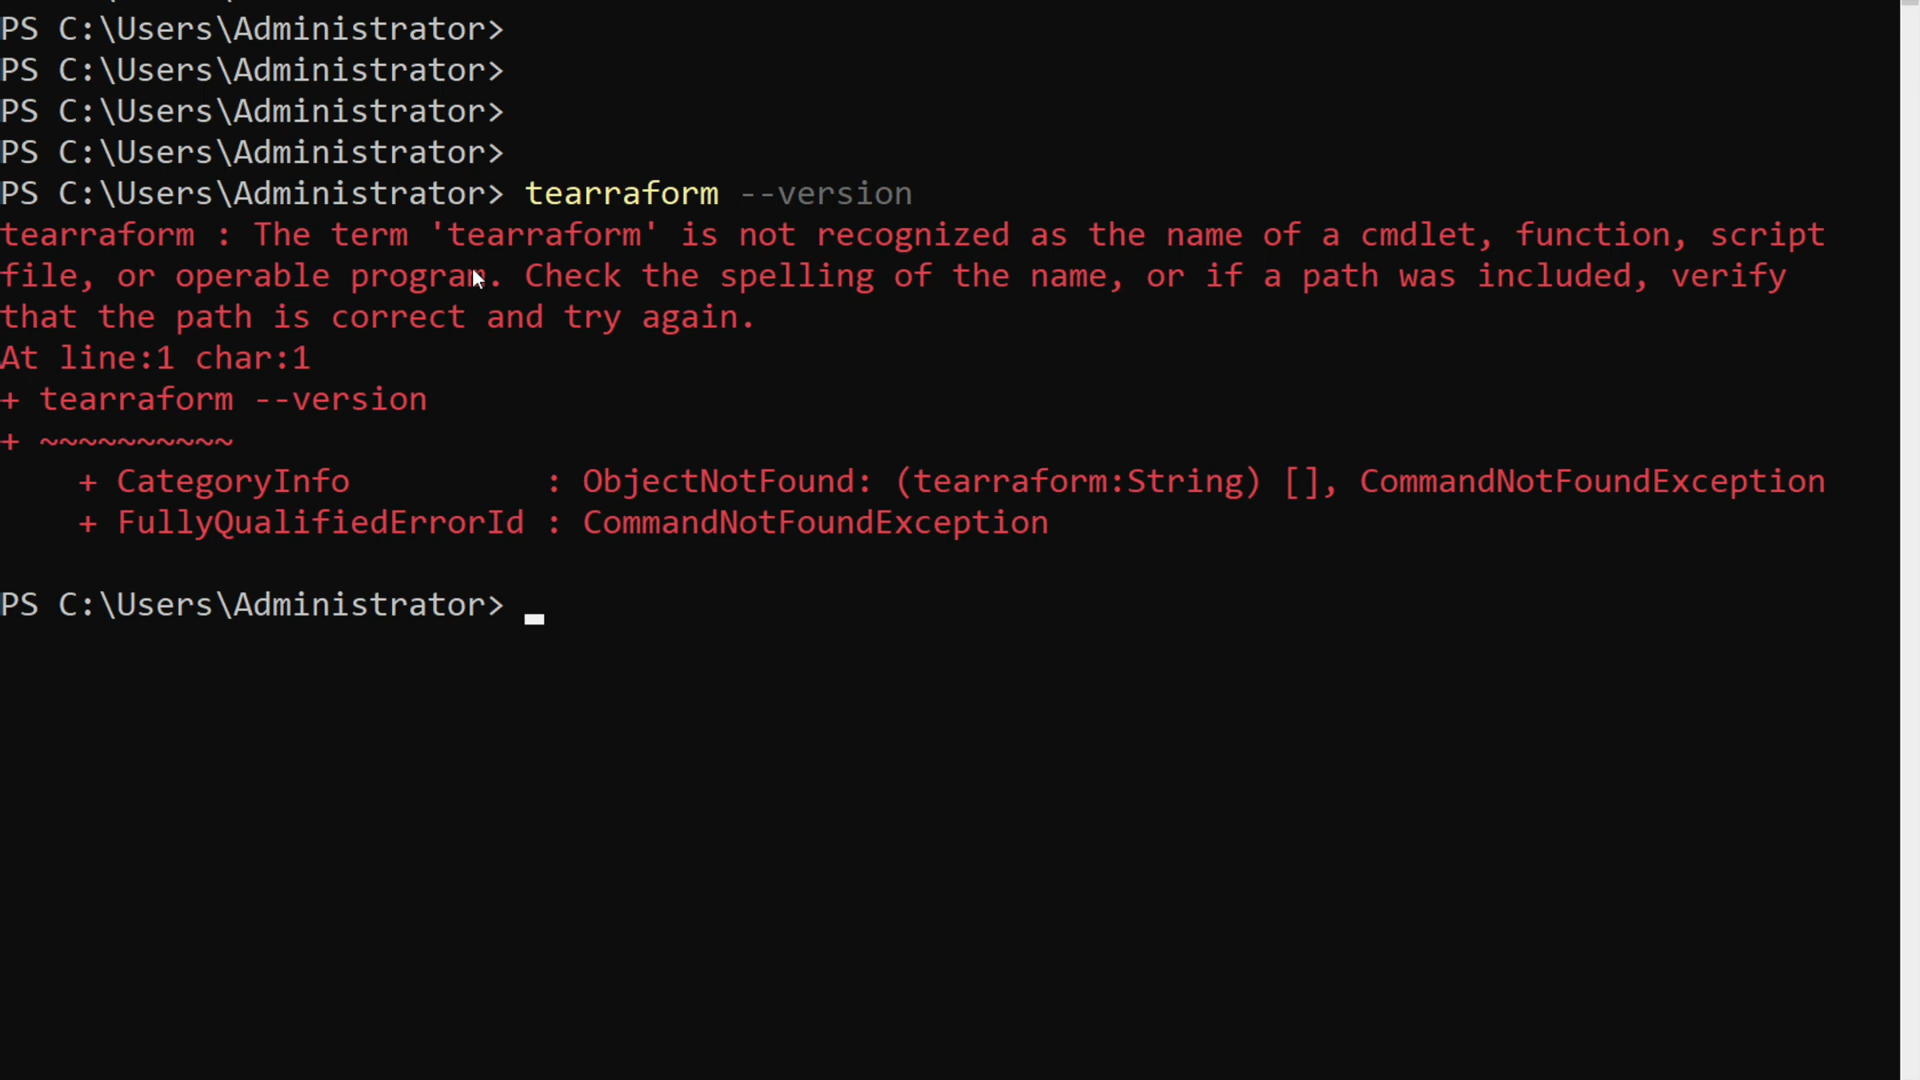 PS C:\Users\Administrator>
PS C:\Users\Administrator>
PS C:\Users\Administrator>
PS C:\Users\Administrator>
PS C:\Users\Administrator> tearraform --version
tearraform : The term 'tearraform' is not recognized as the name of a cmdlet, function, script
file, or operable program. Check the spelling of the name, or if a path was included, verify
that the path is correct and try again.
At line:1 char:1
+ tearraform --version
+ ~~~~~~~~~~
    + CategoryInfo          : ObjectNotFound: (tearraform:String) [], CommandNotFoundException
    + FullyQualifiedErrorId : CommandNotFoundException

PS C:\Users\Administrator>